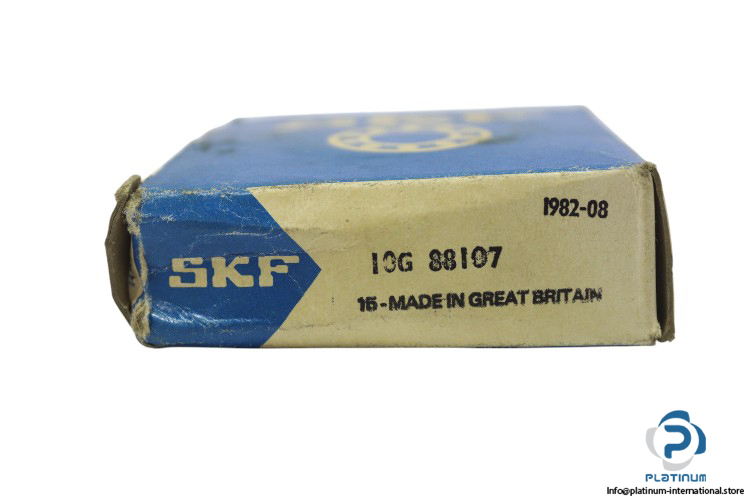 1982-08
SKF
10G 88107
15-MADE IN GREAT BRITAIN
PLATINUM
Info@platinum-international.store